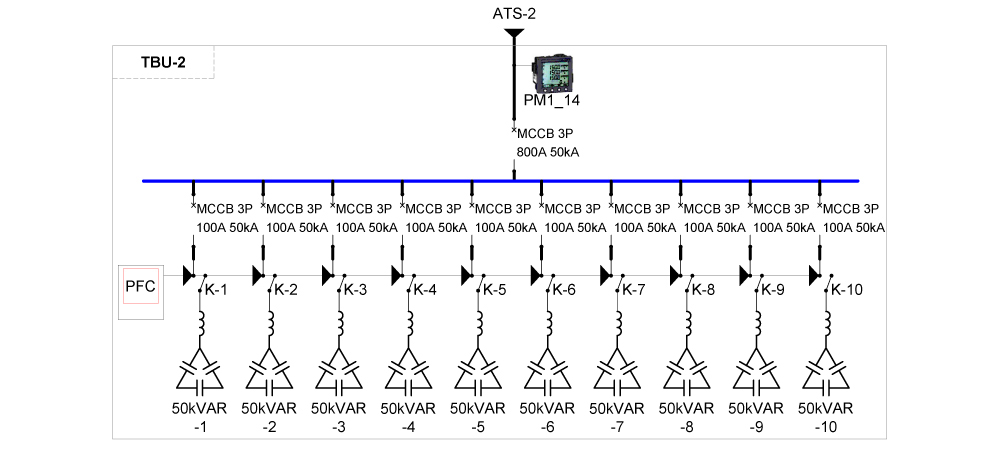 ATS-2
TBU-2
PM1_14
MCCB 3P
800A 50kA
MCCB 3P MCCB 3P MCCB 3P MCCB 3P MCCB 3P MCCB 3P MCCB 3P MCCB 3P MCCB 3P MCCB 3P
100A 50kA 100A 50kA 100A 50kA 100A 50kA 100A 50kA 100A 50kA 100A 50kA 100A 50kA 100A 50kA 100A 50kA
PFC K-1 K-2 K-3 K-4 K-5 K-6 K-7 K-8 K-9 K-10
50kVAR 50kVAR 50kVAR 50kVAR 50kVAR 50kVAR 50kVAR 50kVAR 50kVAR 50kVAR
-1 -2 -3 -4 -5 -6 -7 -8 -9 -10